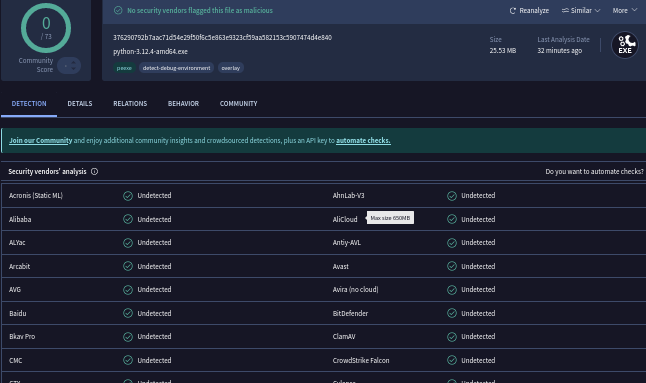 0
/ 73
Community
Score
No security vendors flagged this file as malicious
Reanalyze
Similar
More
python-3.12.4-amd64.exe
peexe
detect-debug-environment
overlay
Size
25.53 MB
Last Analysis Date
32 minutes ago
EXE
DETECTION
DETAILS
RELATIONS
BEHAVIOR
COMMUNITY
Join our Community and enjoy additional community insights and crowdsourced detections, plus an API key to automate checks.
Security vendors' analysis
Do you want to automate checks?
Acronis (Static ML) Undetected AhnLab-V3 Undetected
Alibaba Undetected AliCloud Max size 650MB Undetected
ALYac Undetected Antiy-AVL Undetected
Arcabit Undetected Avast Undetected
AVG Undetected Avira (no cloud) Undetected
Baidu Undetected BitDefender Undetected
Bkav Pro Undetected ClamAV Undetected
CMC Undetected CrowdStrike Falcon Undetected